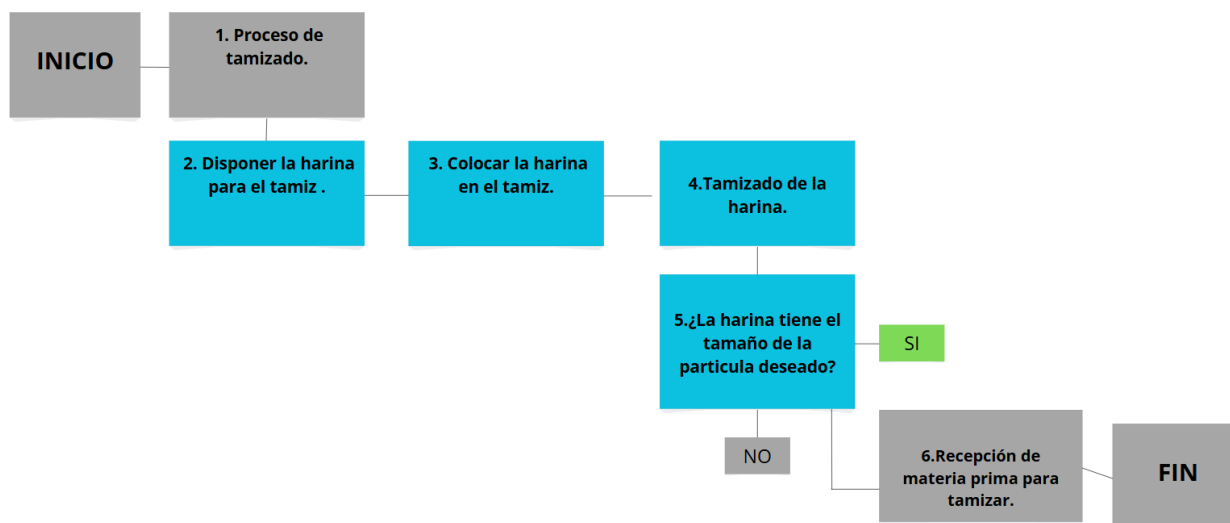 INICIO
1. Proceso de
tamizado.
2. Disponer la harina
para el tamiz .
3. Colocar la harina
en el tamiz.
4.Tamizado de la
harina.
5.¿La harina tiene el
tamaño de la
particula deseado?
SI
NO
6.Recepción de
materia prima para
tamizar.
FIN